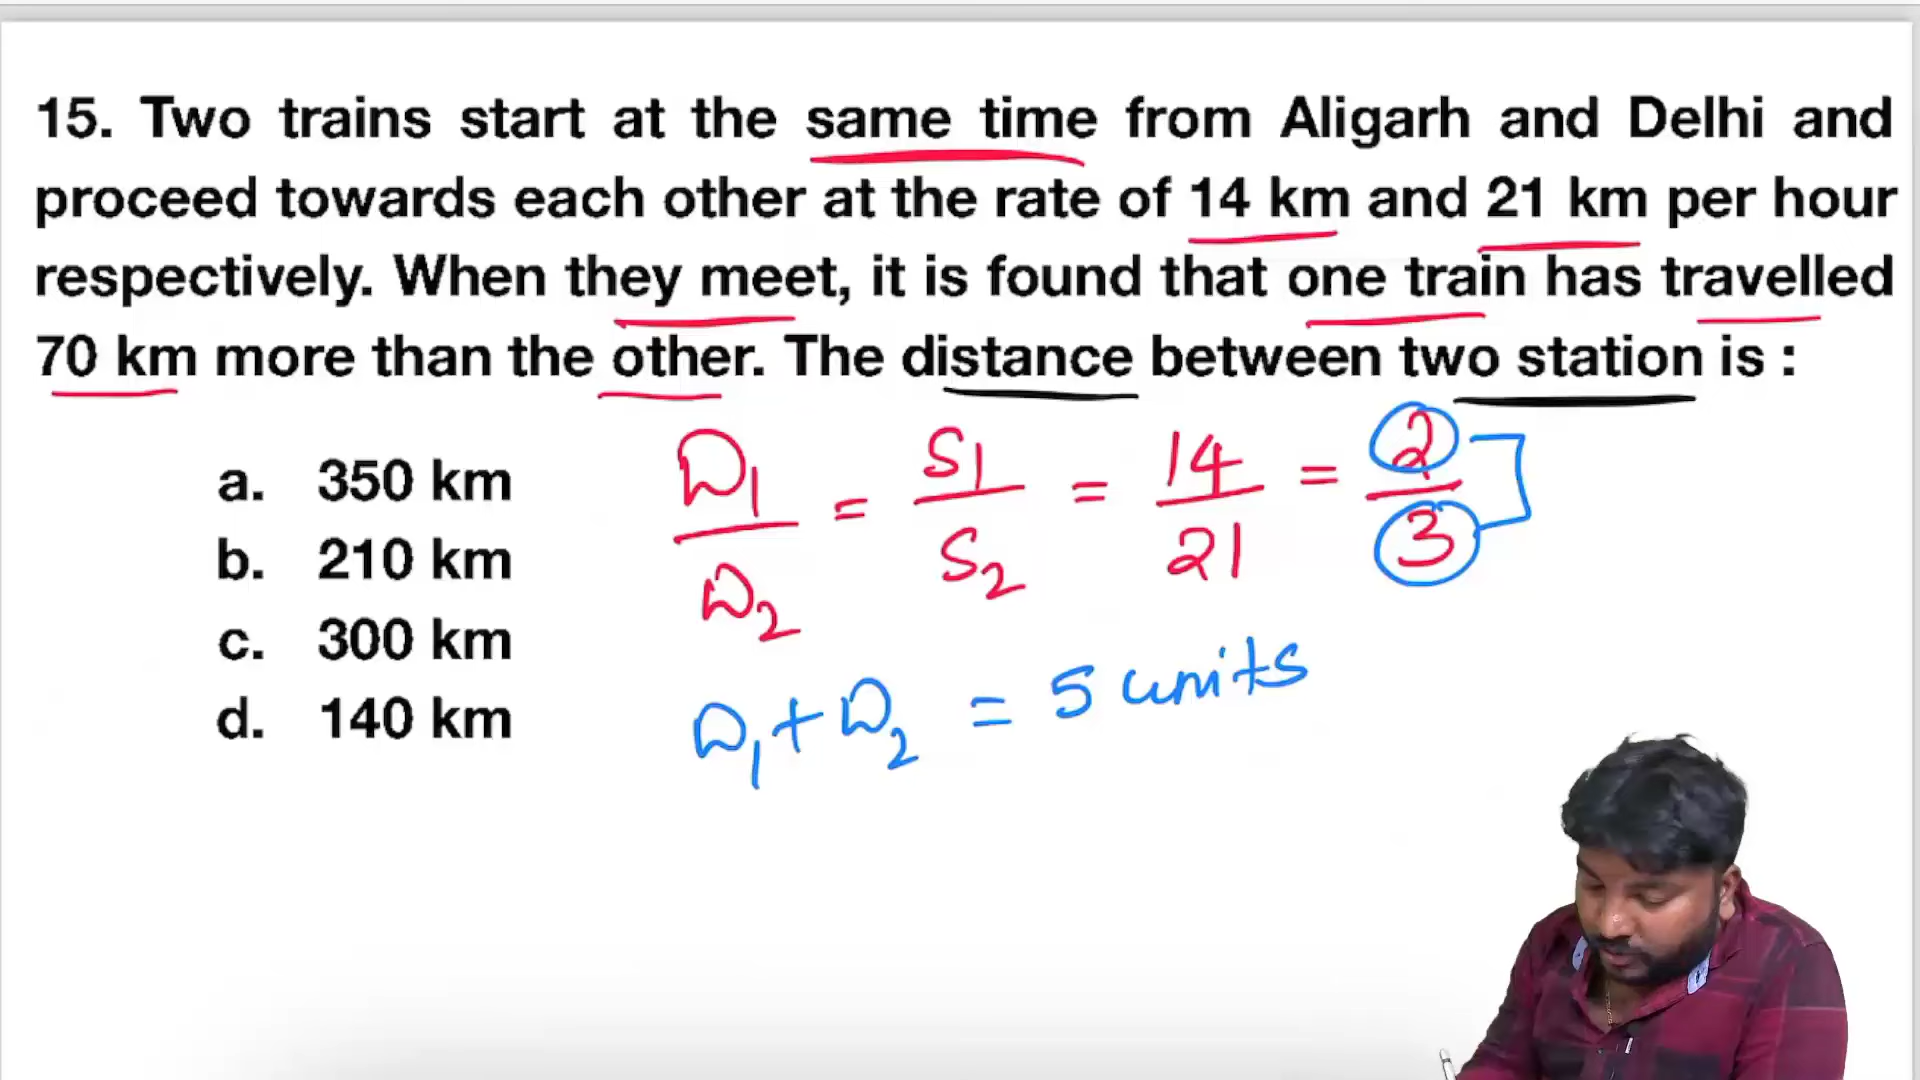 15. Two trains start at the same time from Aligarh and Delhi and
proceed towards each other at the rate of 14 km and 21 km per hour
respectively. When they meet, it is found that one train has travelled
70 km more than the other. The distance between two station is :
a. 350 km
b. 210 km
c. 300 km
d. 140 km
D₁/D₂ = S₁/S₂ = 14/21 = 2/3
D₁+D₂ = 5 units